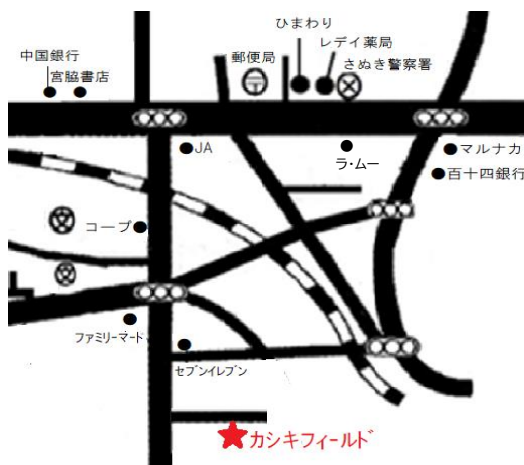 ひまわり
レデイ薬局
郵便局
さぬき警察署
中国銀行
宮脇書店
JA
ラ・ムー
マルナカ
百十四銀行
コープ
ファミリーマート
セブンイレブン
カシキフィールド